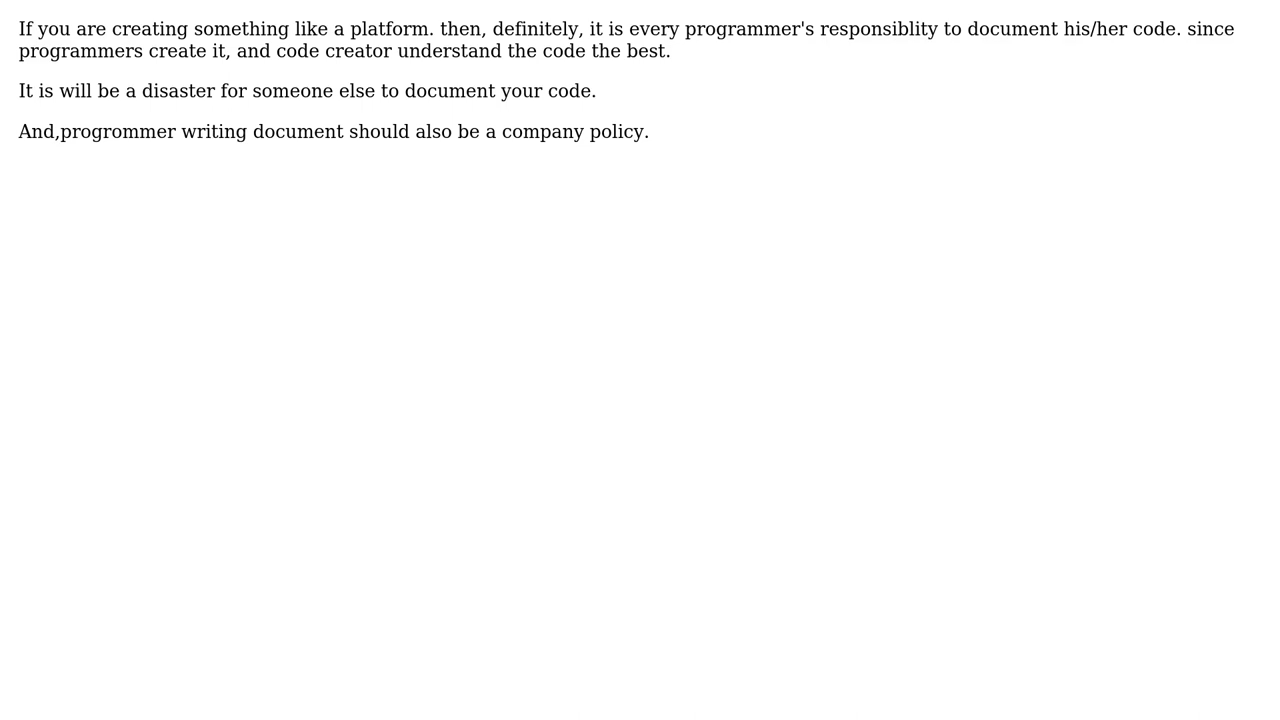 If you are creating something like a platform. then, definitely, it is every programmer's responsiblity to document his/her code. since
programmers create it, and code creator understand the code the best.
It is will be a disaster for someone else to document your code.
And,progrommer writing document should also be a company policy.